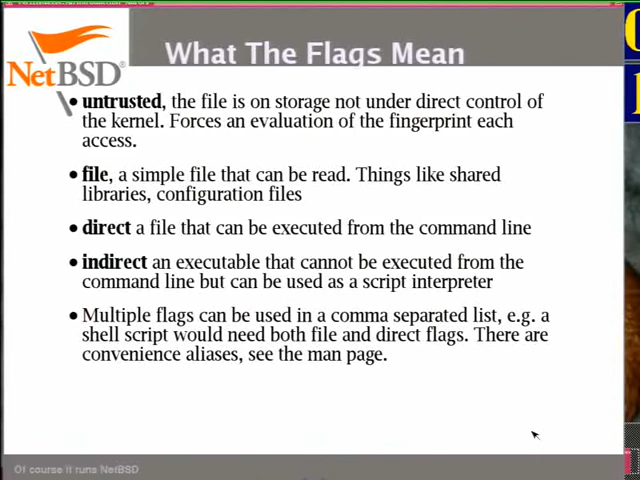 What The Flags Mean
NetBSD®
• untrusted, the file is on storage not under direct control of
the kernel. Forces an evaluation of the fingerprint each
access.
• file, a simple file that can be read. Things like shared
libraries, configuration files
• direct a file that can be executed from the command line
• indirect an executable that cannot be executed from the
command line but can be used as a script interpreter
• Multiple flags can be used in a comma separated list, e.g. a
shell script would need both file and direct flags. There are
convenience aliases, see the man page.
Of course it runs NetBSD